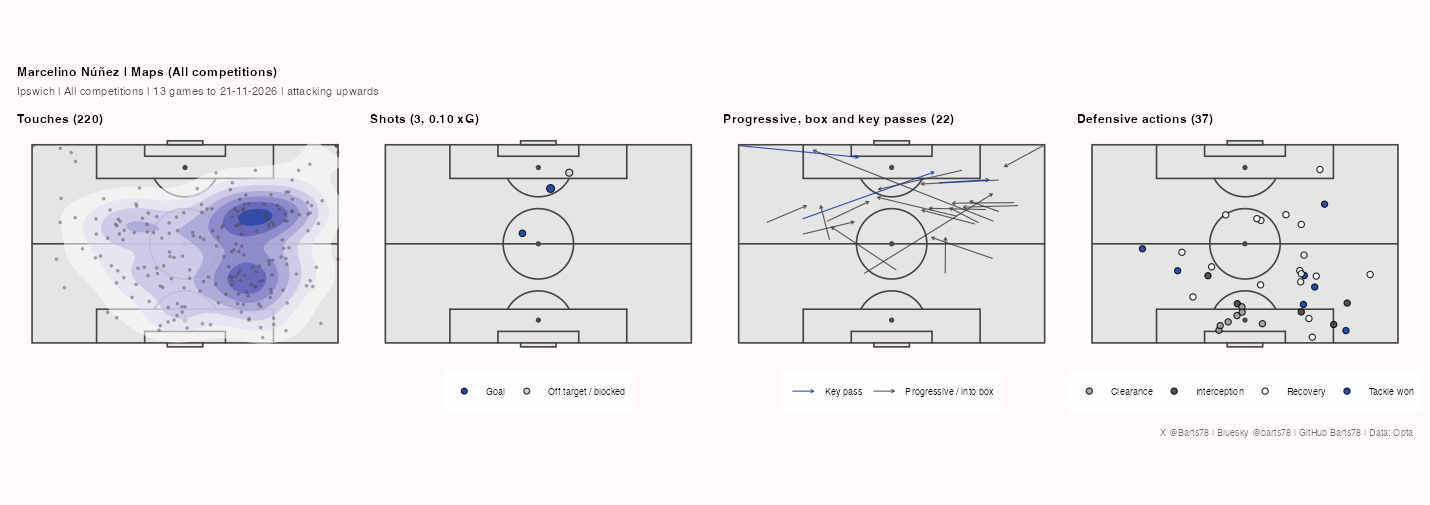 Marcelino Núñez | Maps (All competitions)
Ipswich | All competitions | 13 games to 21-11-2026 | attacking upwards
Touches (220)
Shots (3, 0.10 xG)
Progressive, box and key passes (22)
Defensive actions (37)
Goal
Off target / blocked
Key pass
Progressive / into box
Clearance
Interception
Recovery
Tackle won
X @Barts78 | Bluesky @barts78 | GitHub Barts78 | Data: Opta